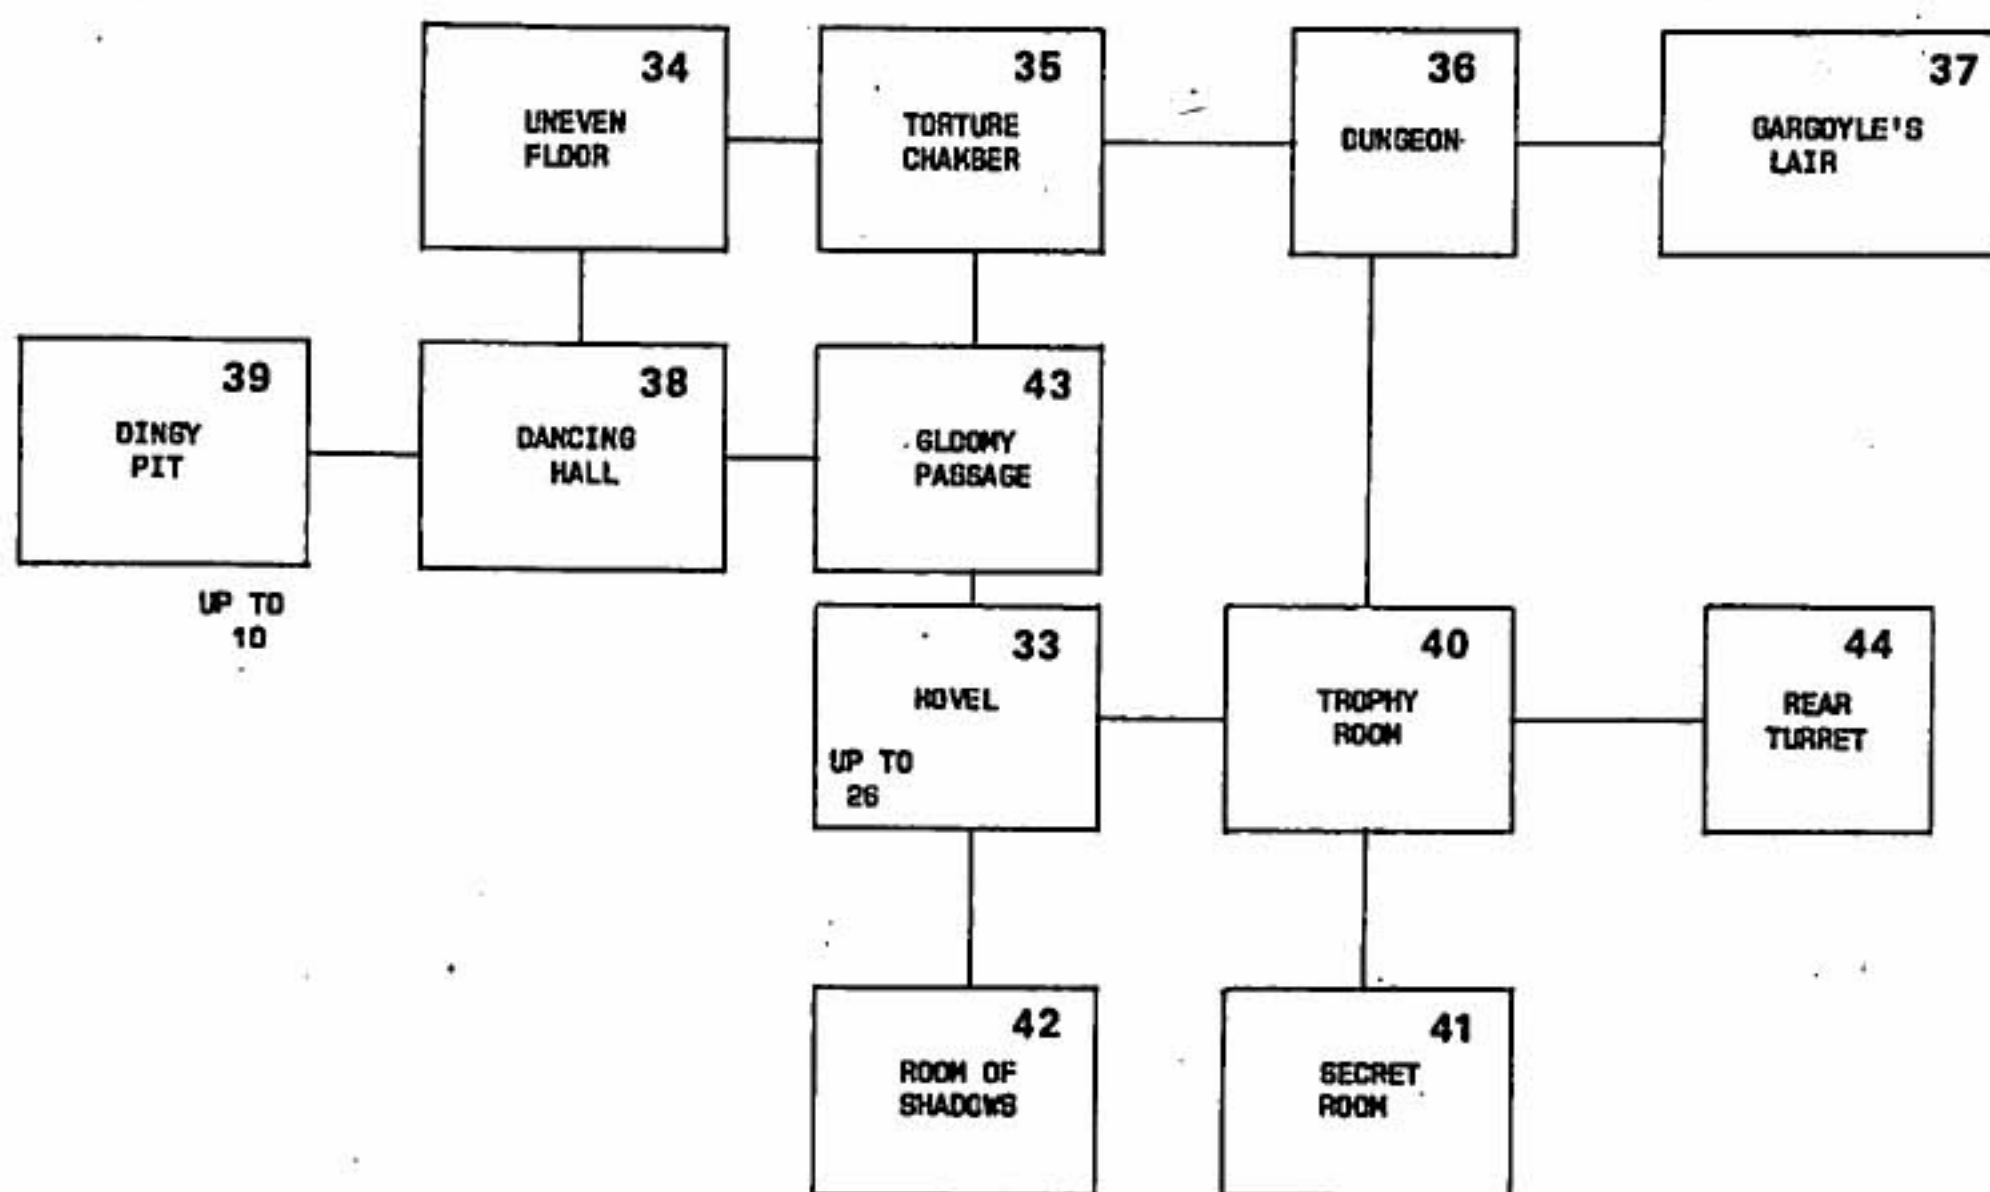 34
UNEVEN
FLOOR
35
TORTURE
CHAMBER
36
DUNGEON
37
GARGOYLE'S
LAIR
39
DINGY
PIT
UP TO
10
38
DANCING
HALL
43
GLOOMY
PASSAGE
33
HOVEL
UP TO
26
40
TROPHY
ROOM
44
REAR
TURRET
42
ROOM OF
SHADOWS
41
SECRET
ROOM